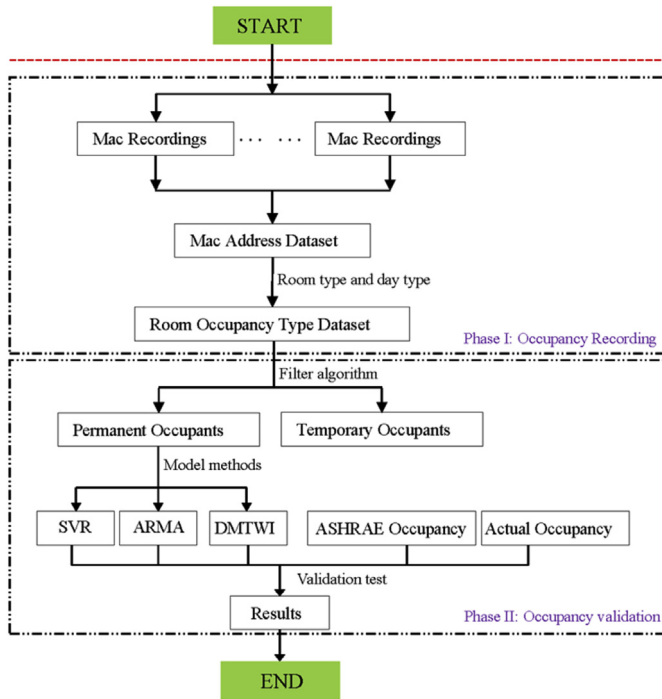 START
Mac Recordings
... ...
Mac Recordings
Mac Address Dataset
Room type and day type
Room Occupancy Type Dataset
Phase I: Occupancy Recording
Filter algorithm
Permanent Occupants
Temporary Occupants
Model methods
SVR
ARMA
DMTWI
ASHRAE Occupancy
Actual Occupancy
Validation test
Results
Phase II: Occupancy validation
END